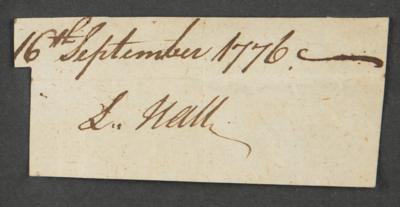 16th September 1776.
L. Hall